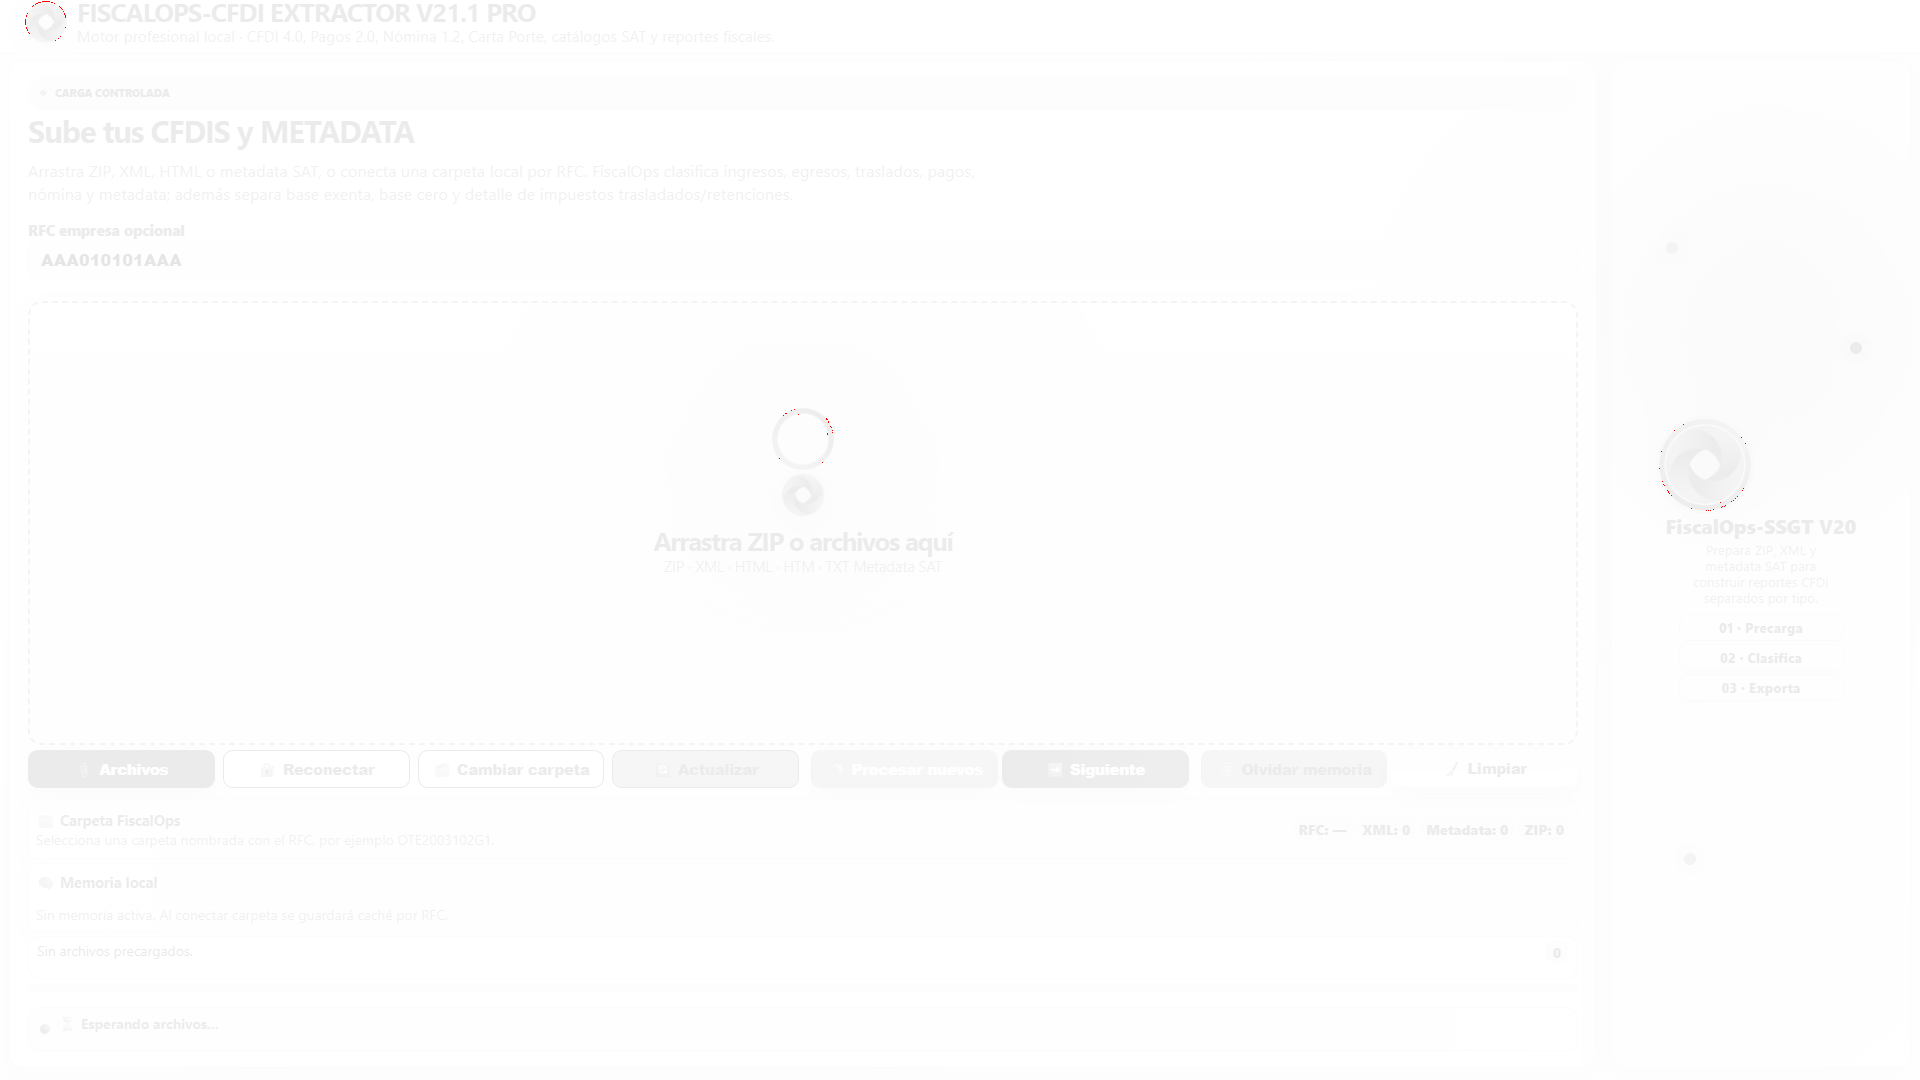 FISCALOPS-CFDI EXTRACTOR V21.1 PRO
Motor profesional local · CFDI 4.0, Pagos 2.0, Nómina 1.2, Carta Porte, catálogos SAT y reportes fiscales.
CARGA CONTROLADA
Sube tus CFDIS y METADATA
Arrastra ZIP, XML, HTML o metadata SAT, o conecta una carpeta local por RFC. FiscalOps clasifica ingresos, egresos, traslados, pagos,
nómina y metadata; además separa base exenta, base cero y detalle de impuestos trasladados/retenciones.
RFC empresa opcional
AAA010101AAA
Arrastra ZIP o archivos aquí
ZIP · XML · HTML · HTM · TXT Metadata SAT
Archivos
Reconectar
Cambiar carpeta
Actualizar
Procesar nuevos
Siguiente
Olvidar memoria
Limpiar
Carpeta FiscalOps
Selecciona una carpeta nombrada con el RFC, por ejemplo OTE2003102G1.
RFC: — XML: 0 Metadata: 0 ZIP: 0
Memoria local
Sin memoria activa. Al conectar carpeta se guardará caché por RFC.
Sin archivos precargados.
0
Esperando archivos...
FiscalOps-SSGT V20
Prepara ZIP, XML y
metadata SAT para
construir reportes CFDI
separados por tipo.
01 · Precarga
02 · Clasifica
03 · Exporta